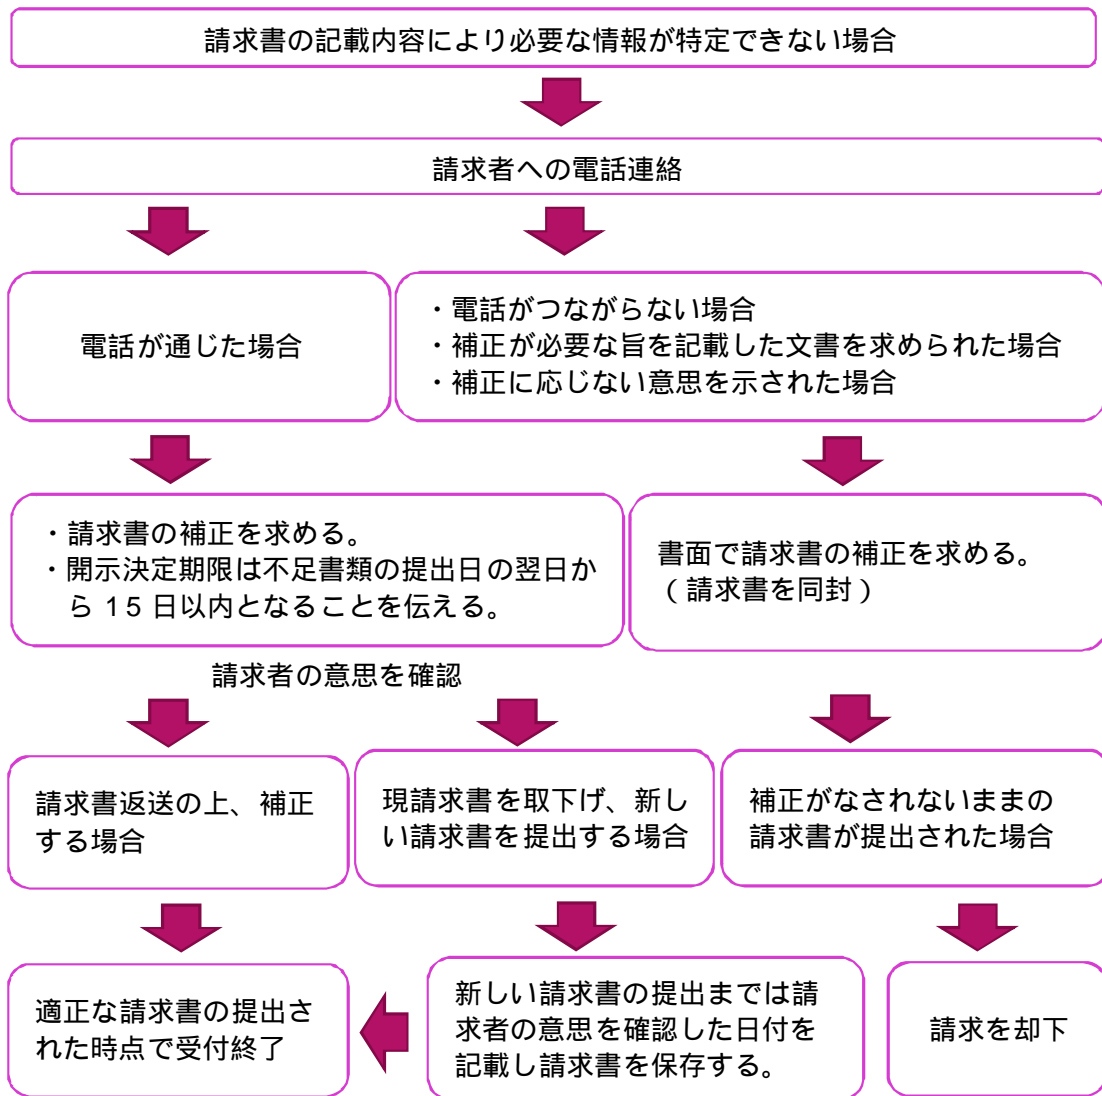 請求書の記載内容により必要な情報が特定できない場合
請求者への電話連絡
電話が通じた場合
・電話がつながらない場合
・補正が必要な旨を記載した文書を求められた場合
・補正に応じない意思を示された場合
・請求書の補正を求める。
・開示決定期限は不足書類の提出日の翌日か
ら 15 日以内となることを伝える。
書面で請求書の補正を求める。
（請求書を同封）
請求者の意思を確認
請求書返送の上、補正
する場合
現請求書を取下げ、新し
い請求書を提出する場合
補正がなされないままの
請求書が提出された場合
適正な請求書の提出さ
れた時点で受付終了
新しい請求書の提出までは請
求者の意思を確認した日付を
記載し請求書を保存する。
請求を却下